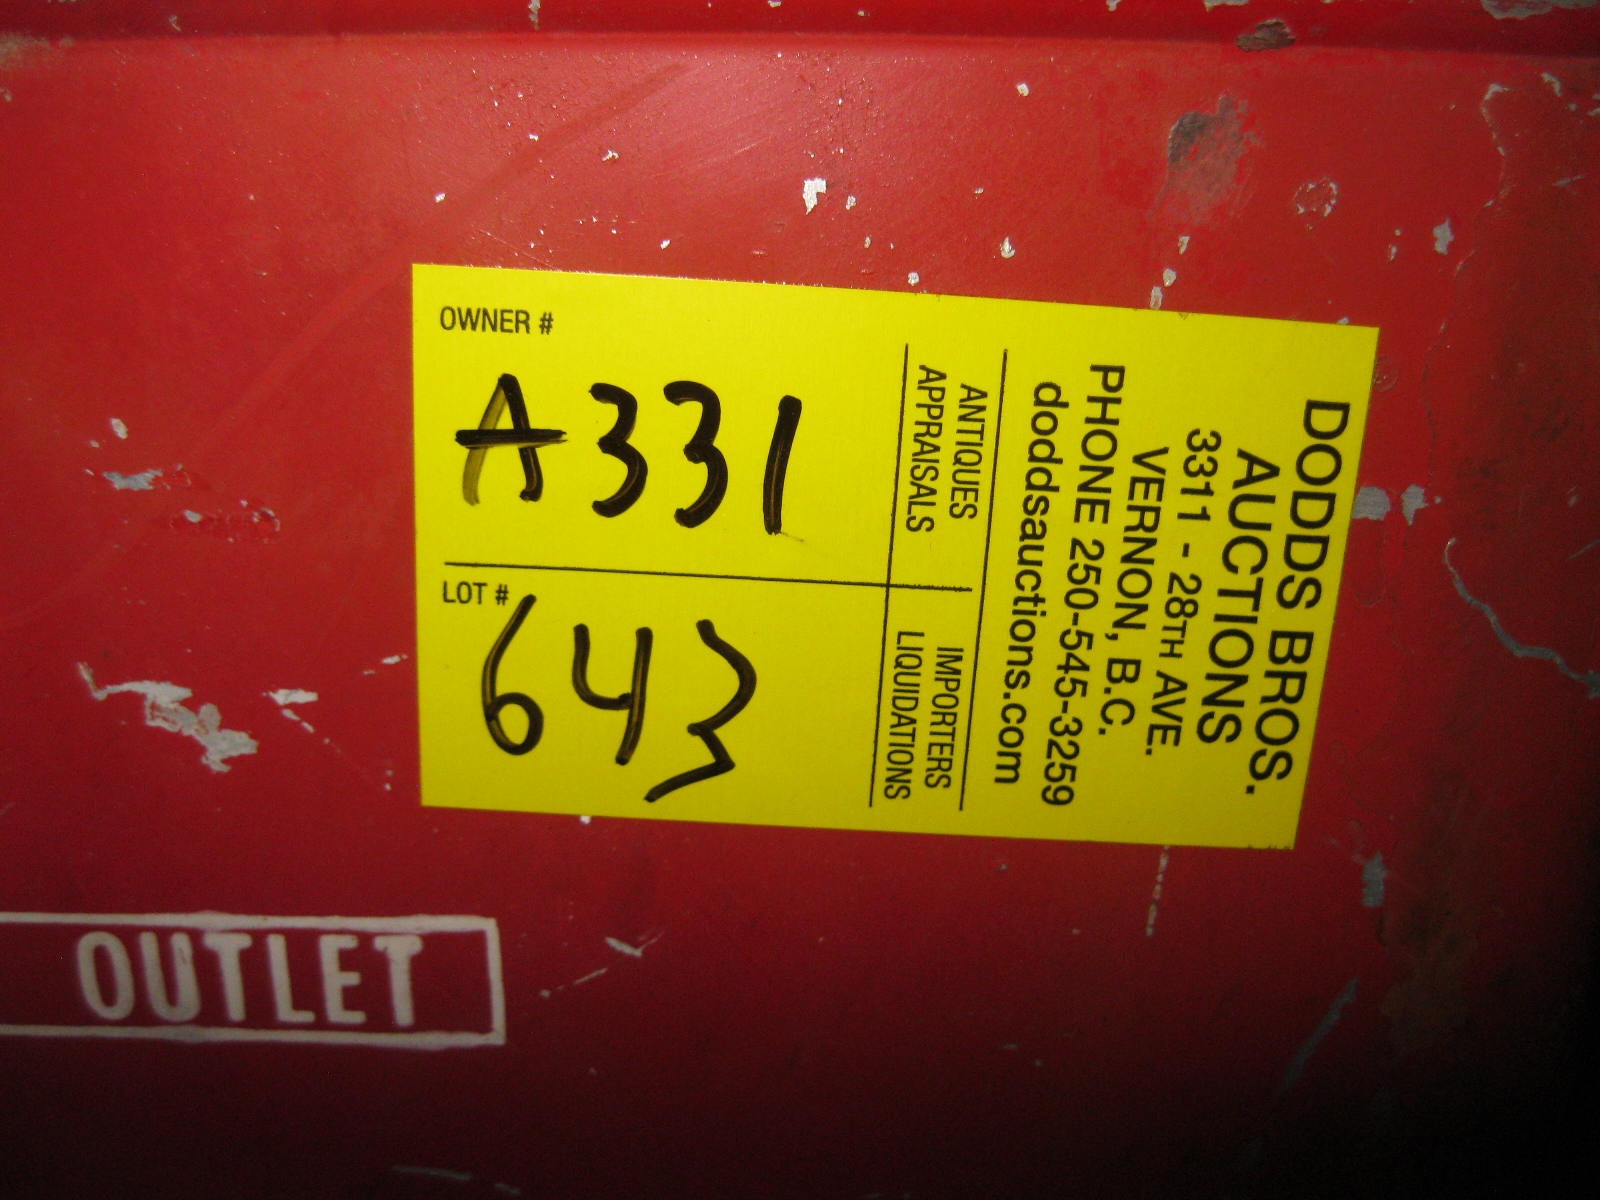 DODDS BROS.
AUCTIONS
3311 - 28TH AVE.
VERNON, B.C.
PHONE 250-545-3259
doddsauctions.com
ANTIQUES
APPRAISALS
IMPORTERS
LIQUIDATIONS
OWNER #
A331
LOT #
643
OUTLET